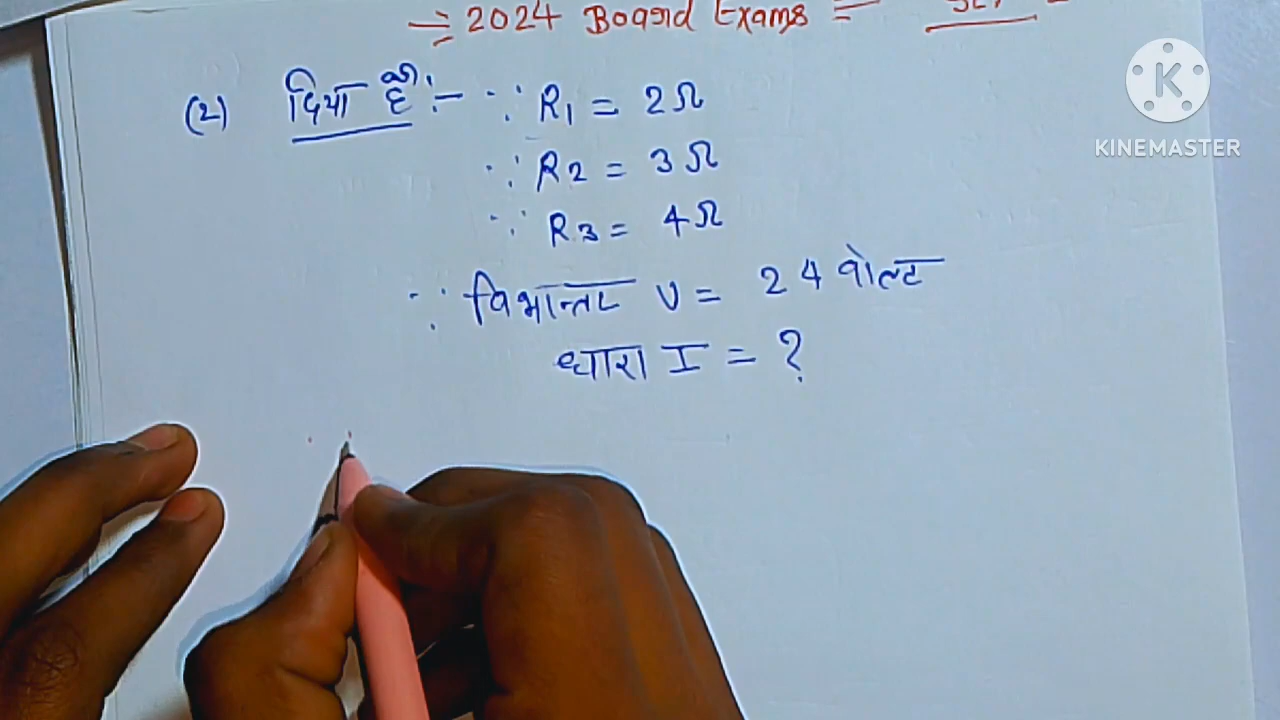 = 2024 Board Exams =
K
KINEMASTER
(2) दिया है :- ∵ R1 = 2Ω
∵ R2 = 3Ω
∵ R3 = 4Ω
∵ विभान्तर V = 24 वोल्ट
धारा I = ?